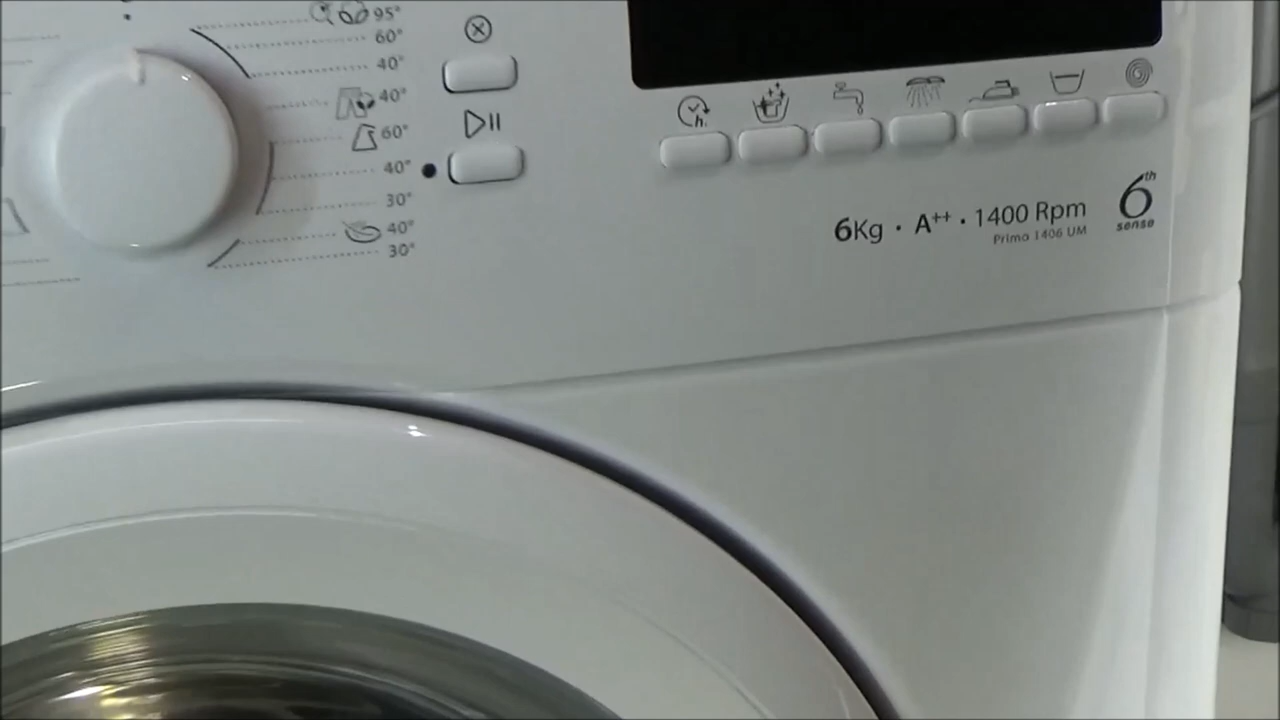 95°
60°
40°
40°
60°
40°
30°
40°
30°
h.
6Kg · A++ · 1400 Rpm
Primo 1406 UM
6th
sense